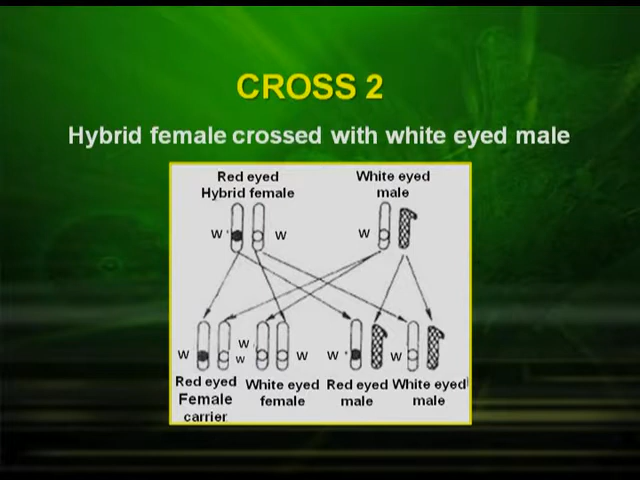 CROSS 2
Hybrid female crossed with white eyed male
Red eyed
Hybrid female
White eyed
male
W
W
W
W
W
W
W
W
W
Red eyed
Female
carrier
White eyed
female
Red eyed
male
White eyed
male